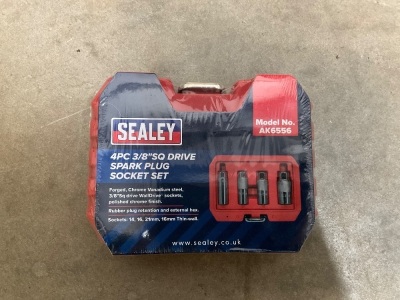 SEALEY
Model No.
AK6556
4PC 3/8"SQ DRIVE
SPARK PLUG
SOCKET SET
Forged, Chrome Vanadium steel,
3/8"Sq drive WallDrive™ sockets,
polished chrome finish.
Rubber plug retention and external hex.
Sockets: 14, 16, 21mm, 16mm Thin-wall.
www.sealey.co.uk